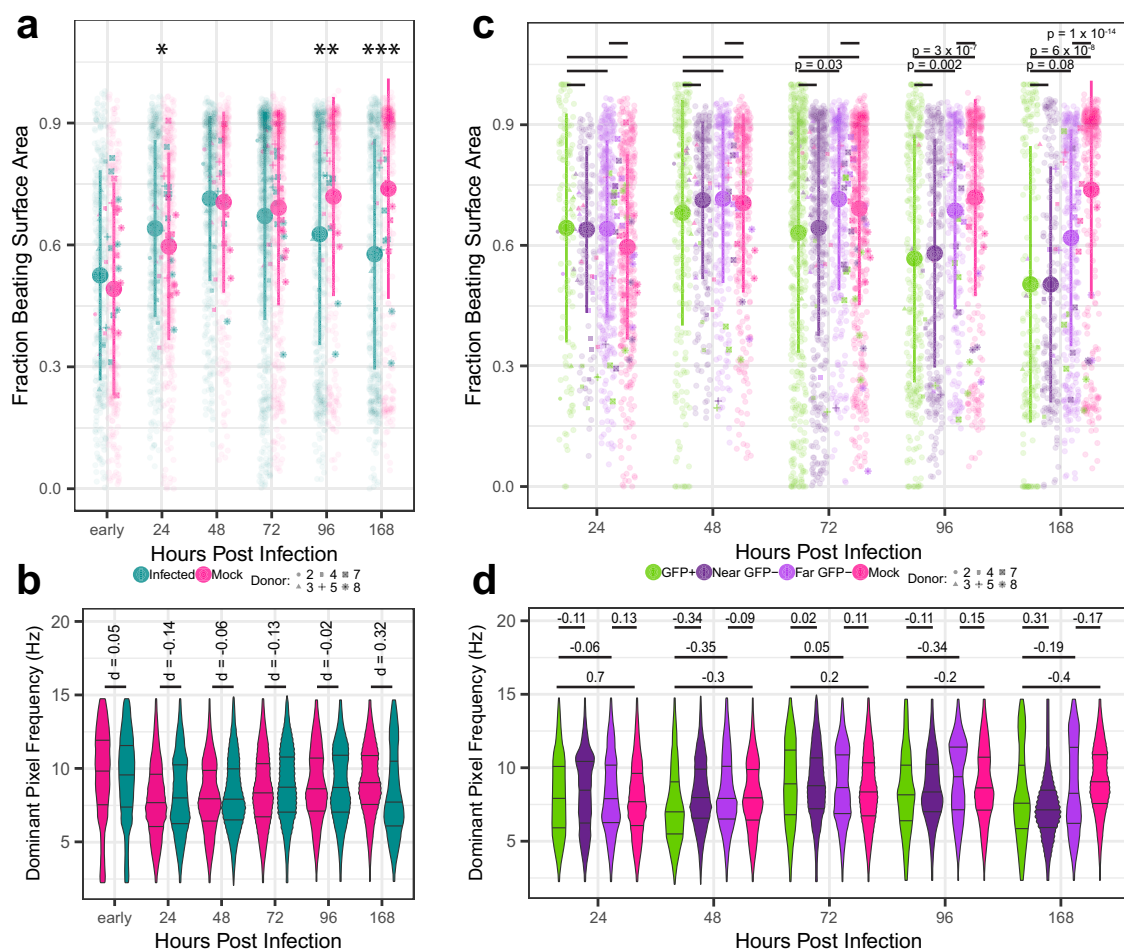 a
* ** ***
Fraction Beating Surface Area
0.9
0.6
0.3
0.0
early 24 48 72 96 168
Hours Post Infection
Infected Mock Donor: 2 4 7
3 5 8
b
Dominant Pixel Frequency (Hz)
20
15
10
5
d = 0.05 d = -0.14 d = -0.06 d = -0.13 d = -0.02 d = 0.32
early 24 48 72 96 168
Hours Post Infection
c
p = 1 x 10-14
p = 3 x 10-7 p = 6 x 10-8
p = 0.03 p = 0.002 p = 0.08
Fraction Beating Surface Area
0.9
0.6
0.3
0.0
24 48 72 96 168
Hours Post Infection
GFP+ Near GFP- Far GFP- Mock Donor: 2 4 7
3 5 8
d
Dominant Pixel Frequency (Hz)
20
15
10
5
-0.11 0.13 -0.34 -0.09 0.02 0.11 -0.11 0.15 0.31 -0.17
-0.06 -0.35 0.05 -0.34 -0.19
0.7 -0.3 0.2 -0.2 -0.4
24 48 72 96 168
Hours Post Infection